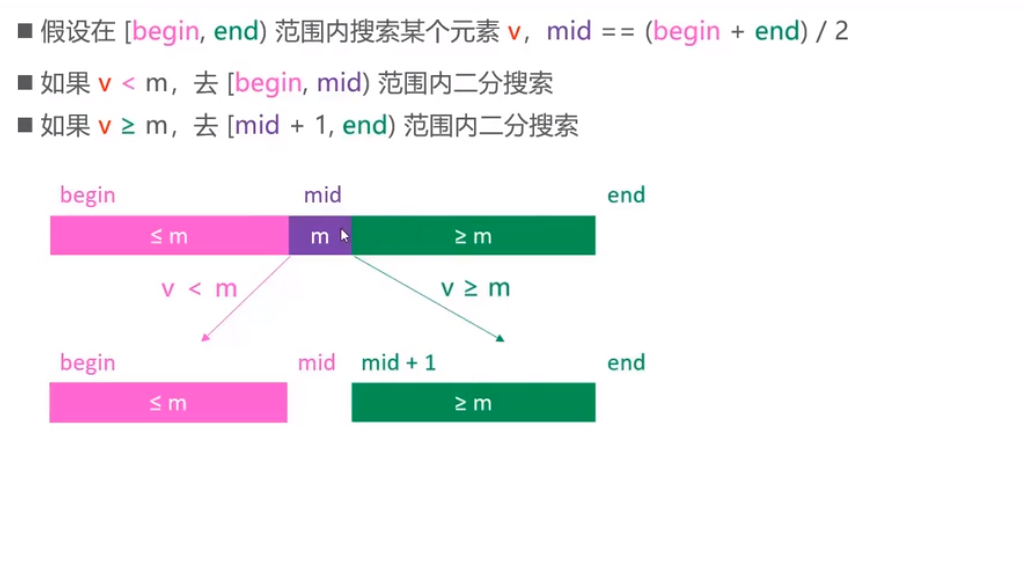 ■ 假设在 [begin, end) 范围内搜索某个元素 v，mid == (begin + end) / 2
■ 如果 v < m，去 [begin, mid) 范围内二分搜索
■ 如果 v ≥ m，去 [mid + 1, end) 范围内二分搜索
begin mid end
≤ m m ≥ m
v < m v ≥ m
begin mid mid + 1 end
≤ m ≥ m